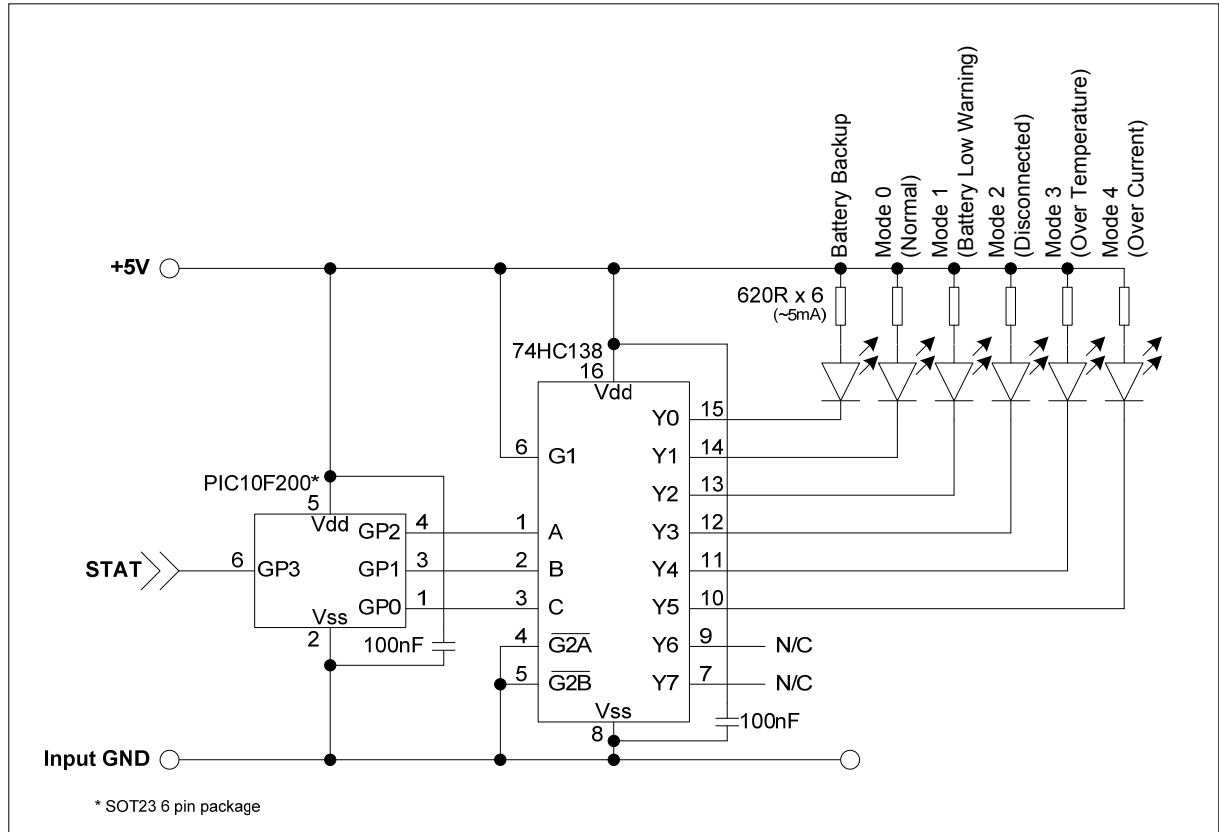 Battery Backup
Mode 0
(Normal)
Mode 1
(Battery Low Warning)
Mode 2
(Disconnected)
Mode 3
(Over Temperature)
Mode 4
(Over Current)
+5V
620R x 6
(~5mA)
74HC138
16
Vdd
Y0 15
6 G1
Y1 14
Y2 13
PIC10F200*
5
Vdd
GP2 4
1 A
Y3 12
STAT
6 GP3
GP1 3
2 B
Y4 11
GP0 1
3 C
Y5 10
Vss
2
100nF
4 G2A
Y6 9 N/C
5 G2B
Y7 7 N/C
Vss
8
100nF
Input GND
* SOT23 6 pin package